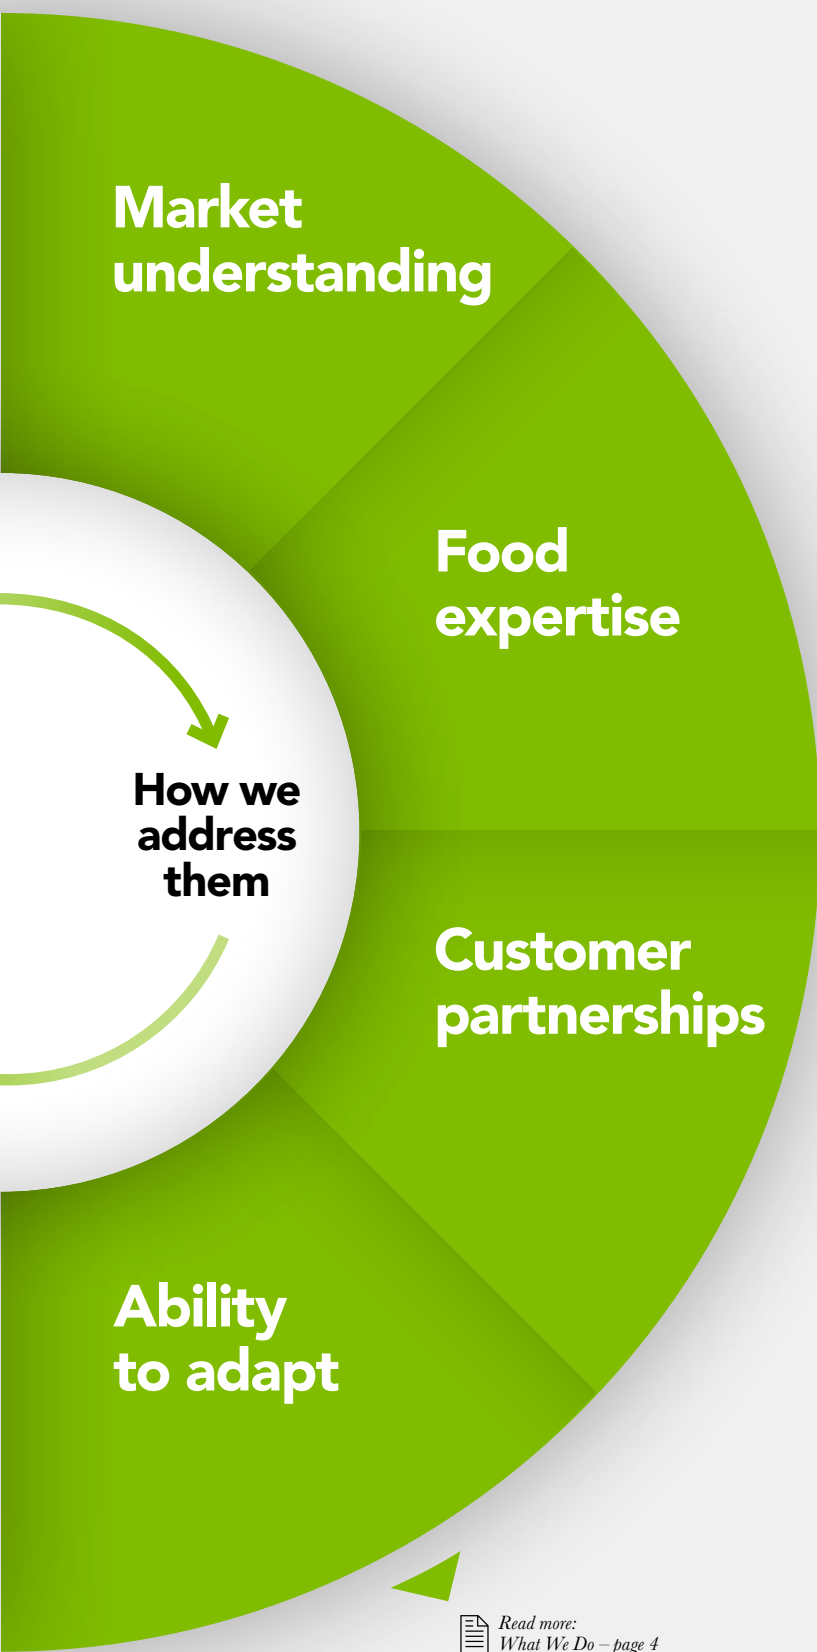 Market
understanding
Food
expertise
How we
address
them
Customer
partnerships
Ability
to adapt
Read more:
What We Do – page 4